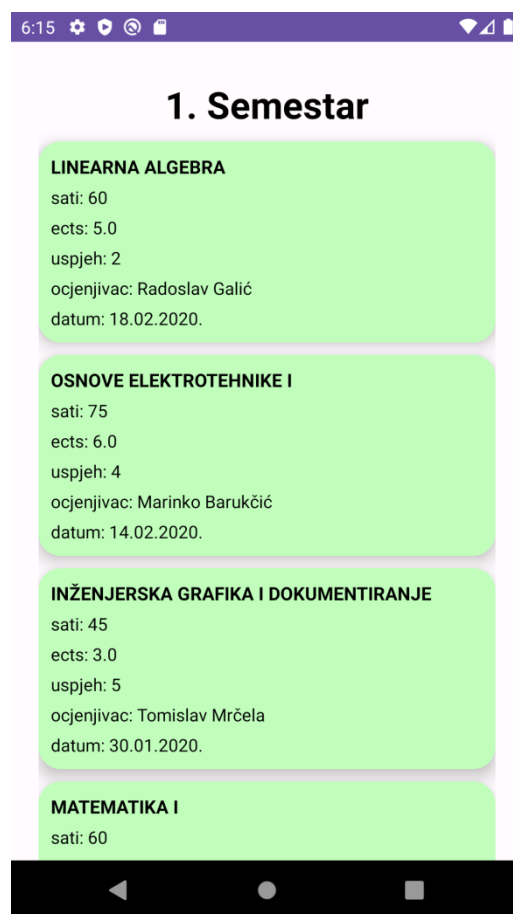 6:15
1. Semestar
LINEARNA ALGEBRA
sati: 60
ects: 5.0
uspjeh: 2
ocjenjivac: Radoslav Galić
datum: 18.02.2020.
OSNOVE ELEKTROTEHNIKE I
sati: 75
ects: 6.0
uspjeh: 4
ocjenjivac: Marinko Barukčić
datum: 14.02.2020.
INŽENJERSKA GRAFIKA I DOKUMENTIRANJE
sati: 45
ects: 3.0
uspjeh: 5
ocjenjivac: Tomislav Mrčela
datum: 30.01.2020.
MATEMATIKA I
sati: 60